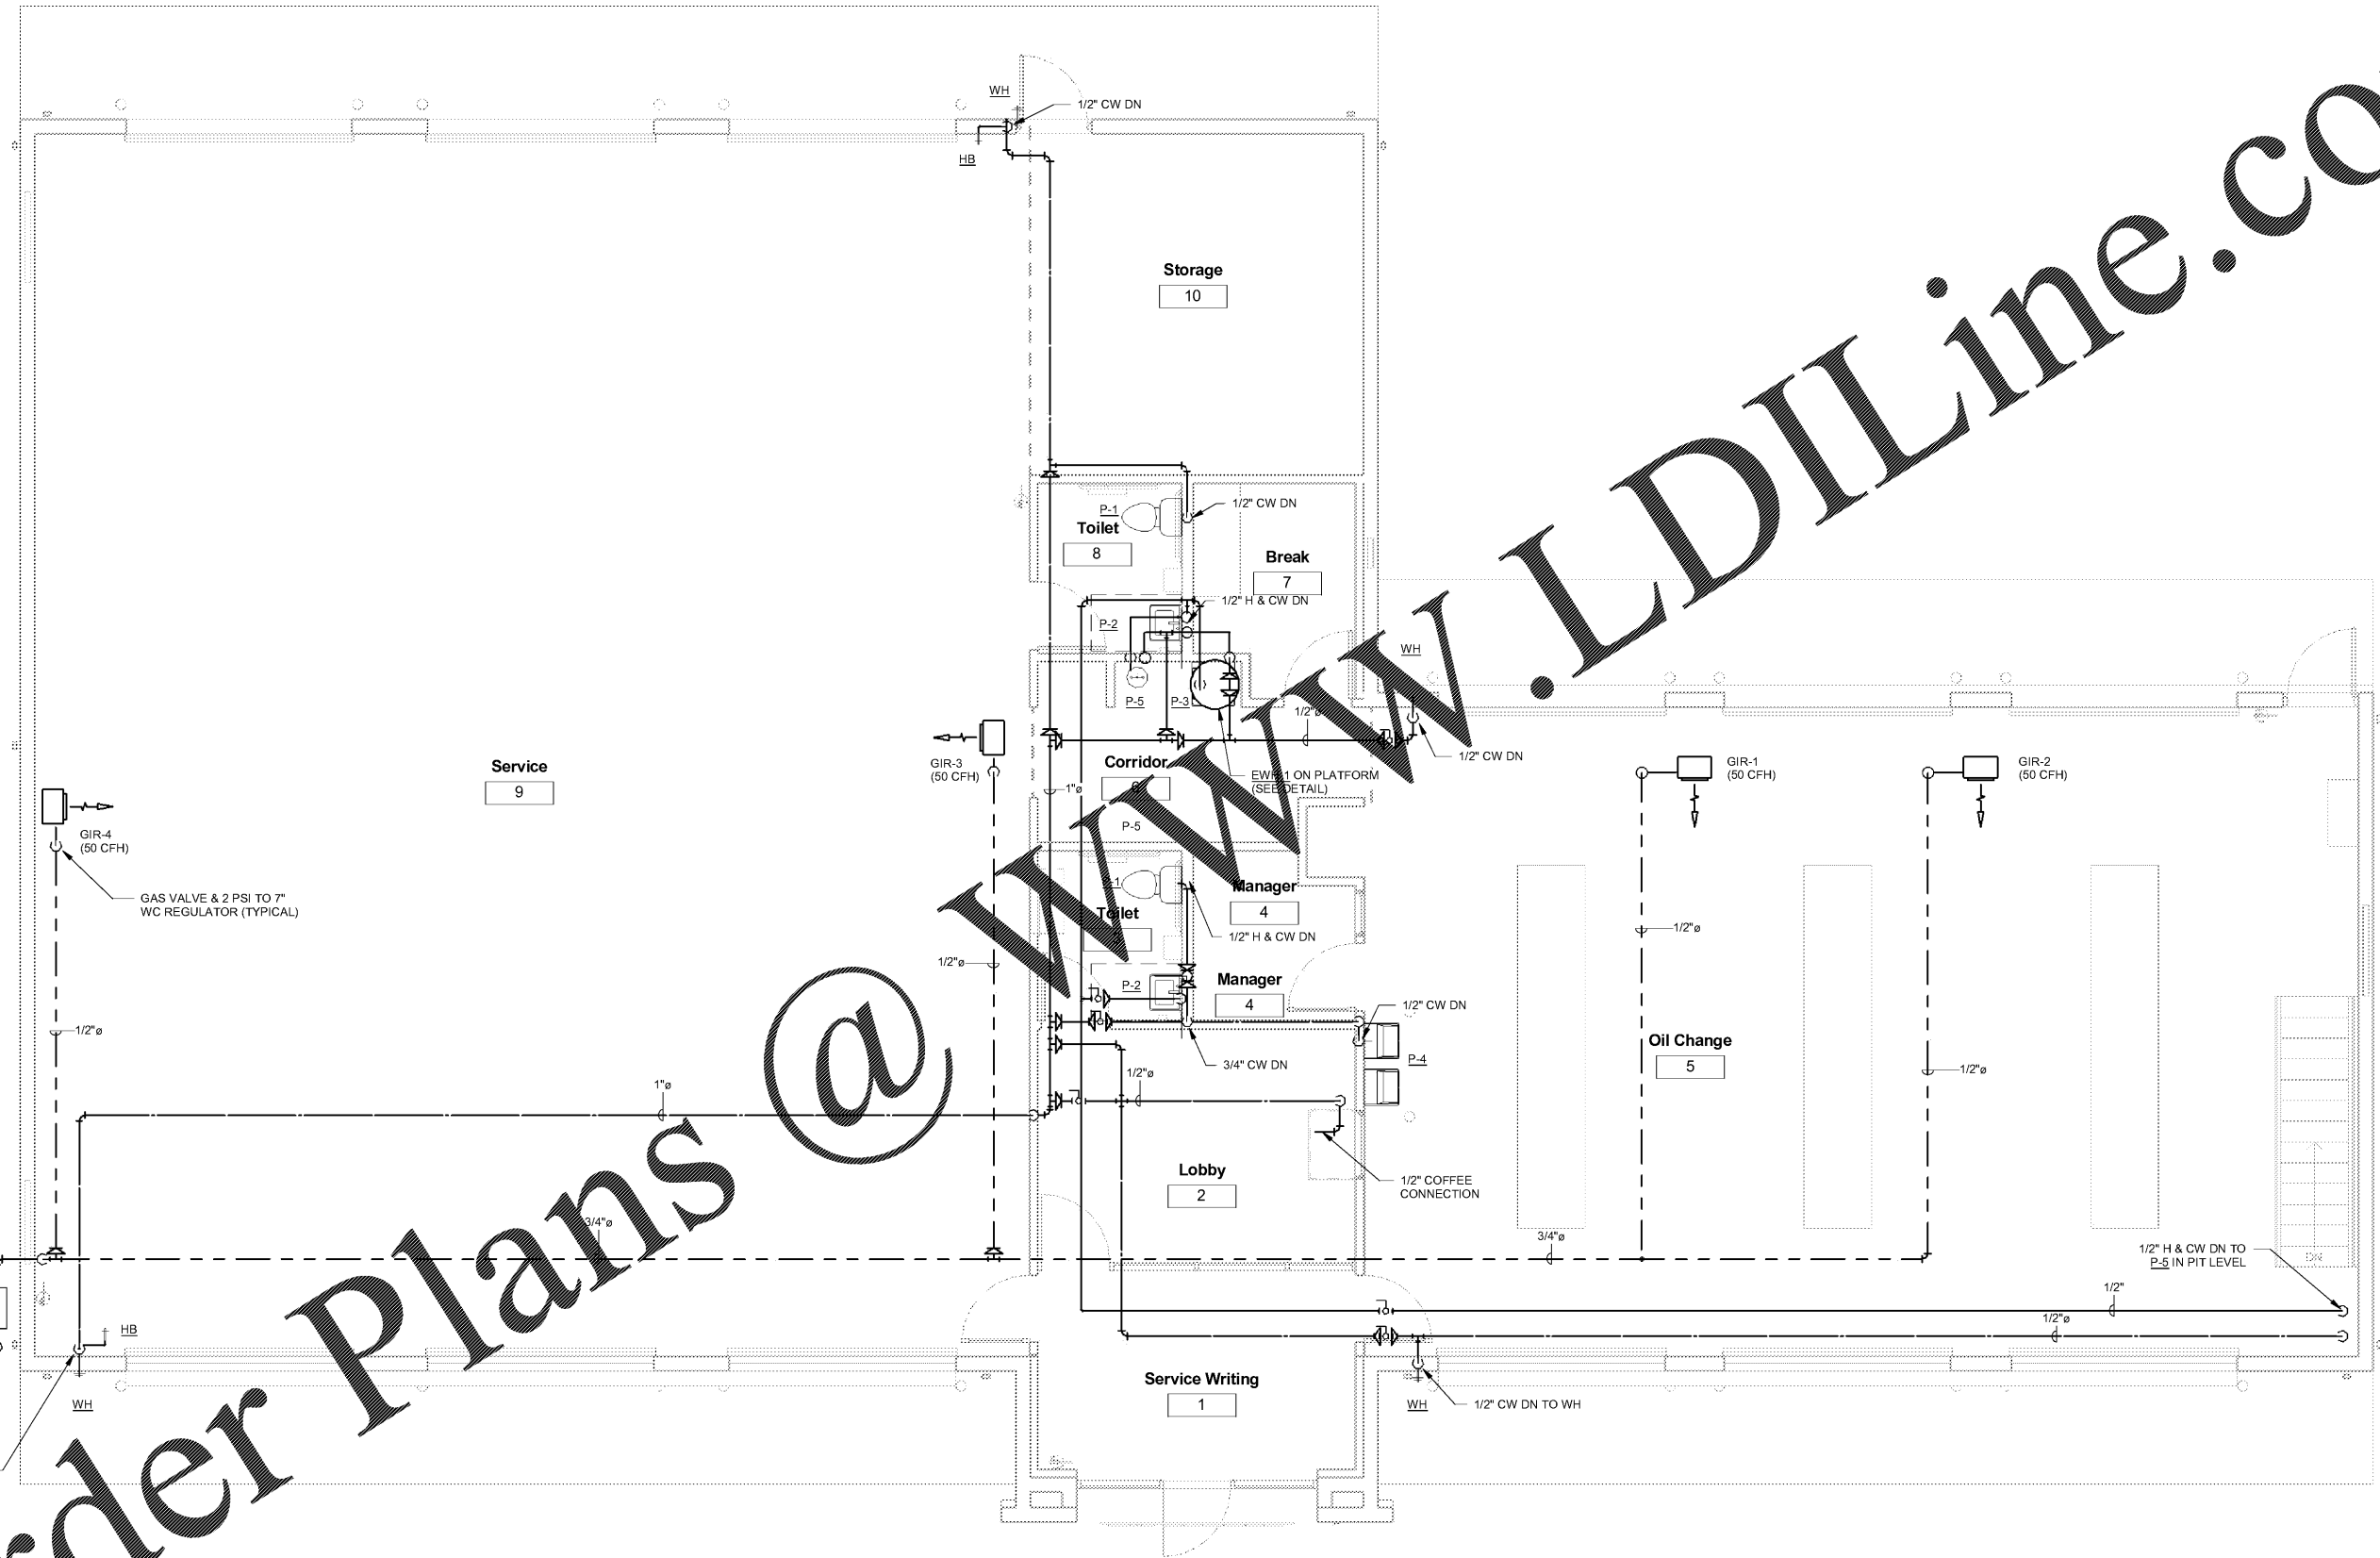 WH
1/2" CW DN
HB
Storage
10
P-1
Toilet
8
1/2" CW DN
Break
7
1/2" H & CW DN
P-2
WH
P-5
P-3
1/2"ø
1/2" CW DN
GIR-3
(50 CFH)
Service
9
Corridor
EWH-1 ON PLATFORM
(SEE DETAIL)
1"ø
GIR-1
(50 CFH)
GIR-2
(50 CFH)
GIR-4
(50 CFH)
P-5
GAS VALVE & 2 PSI TO 7"
WC REGULATOR (TYPICAL)
Manager
4
Toilet
1/2" H & CW DN
1/2"ø
1/2"ø
P-2
Manager
4
1/2" CW DN
1/2"ø
3/4" CW DN
P-4
Oil Change
5
1/2"ø
1/2"ø
1"ø
Lobby
2
1/2" COFFEE
CONNECTION
3/4"ø
3/4"ø
1/2" H & CW DN TO
P-5 IN PIT LEVEL
DN
1/2"
1/2"ø
HB
WH
Service Writing
1
WH
1/2" CW DN TO WH
Plans @ www.LDILine.co